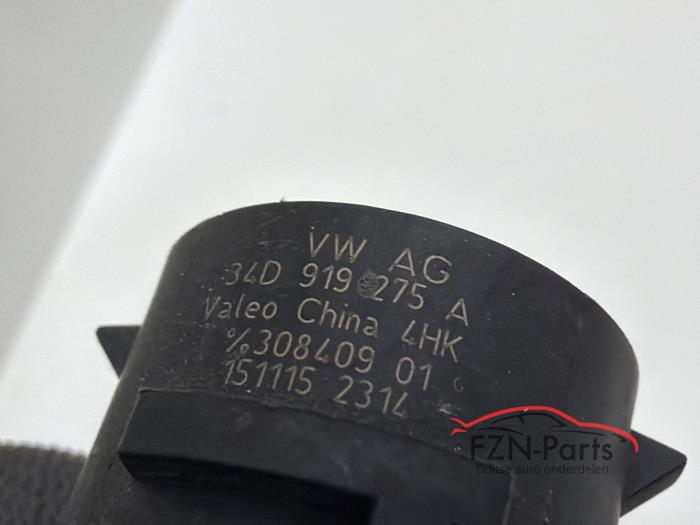 VW AG
34D 919 275 A
Valeo China 4HK
%308409 01
151115 2314
FZN-Parts
Duitse auto onderdelen